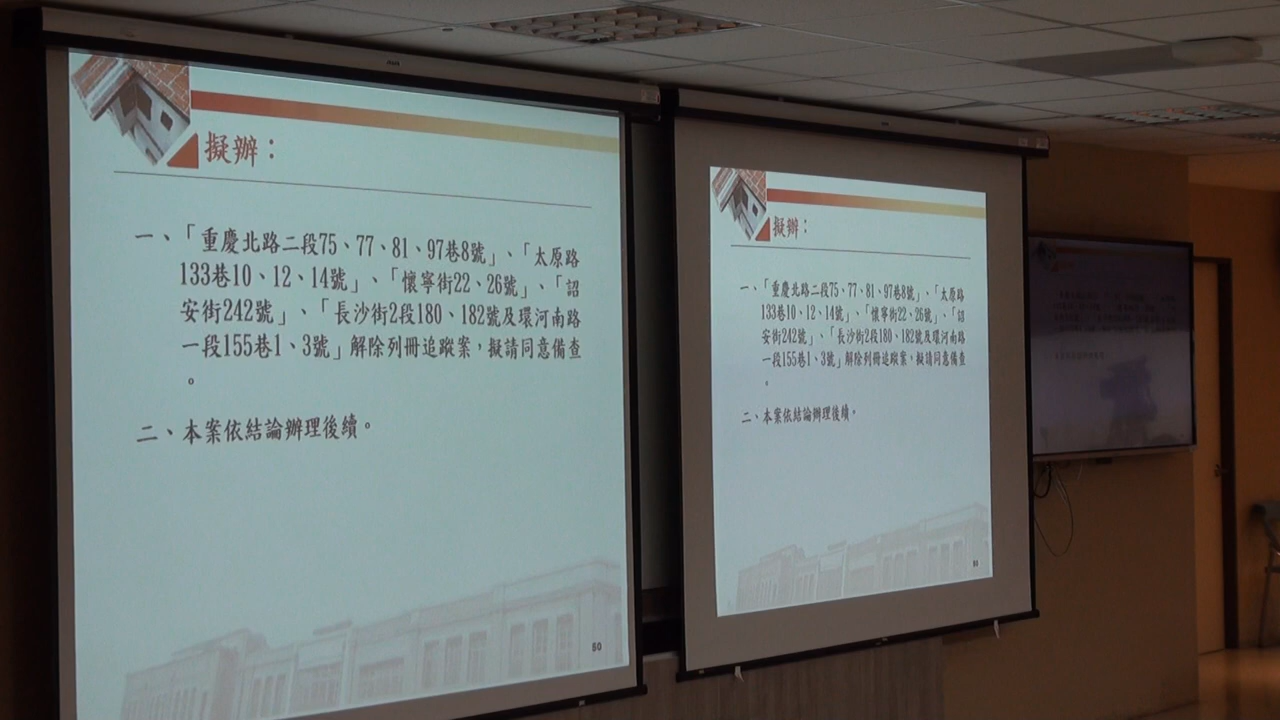 擬辦：
一、「重慶北路二段75、77、81、97巷8號」、「太原路
133巷10、12、14號」、「懷寧街22、26號」、「詔
安街242號」、「長沙街2段180、182號及環河南路
一段155巷1、3號」解除列冊追蹤案，擬請同意備查
。
二、本案依結論辦理後續。
50
擬辦：
一、「重慶北路二段75、77、81、97巷8號」、「太原路
133巷10、12、14號」、「懷寧街22、26號」、「詔
安街242號」、「長沙街2段180、182號及環河南路
一段155巷1、3號」解除列冊追蹤案，擬請同意備查
。
二、本案依結論辦理後續。
50